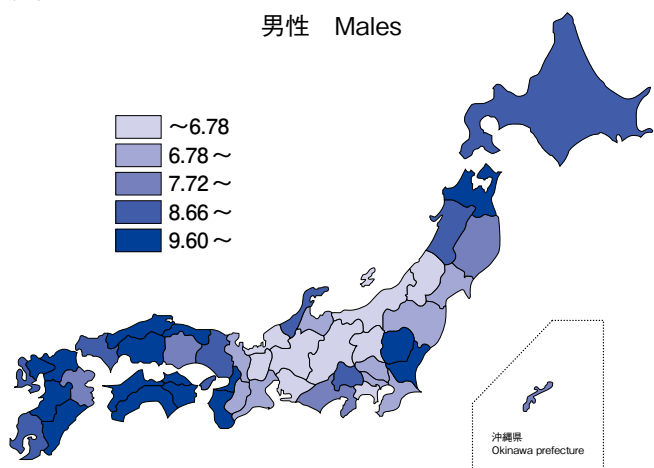 男性 Males
～6.78
6.78～
7.72～
8.66～
9.60～
沖縄県
Okinawa prefecture